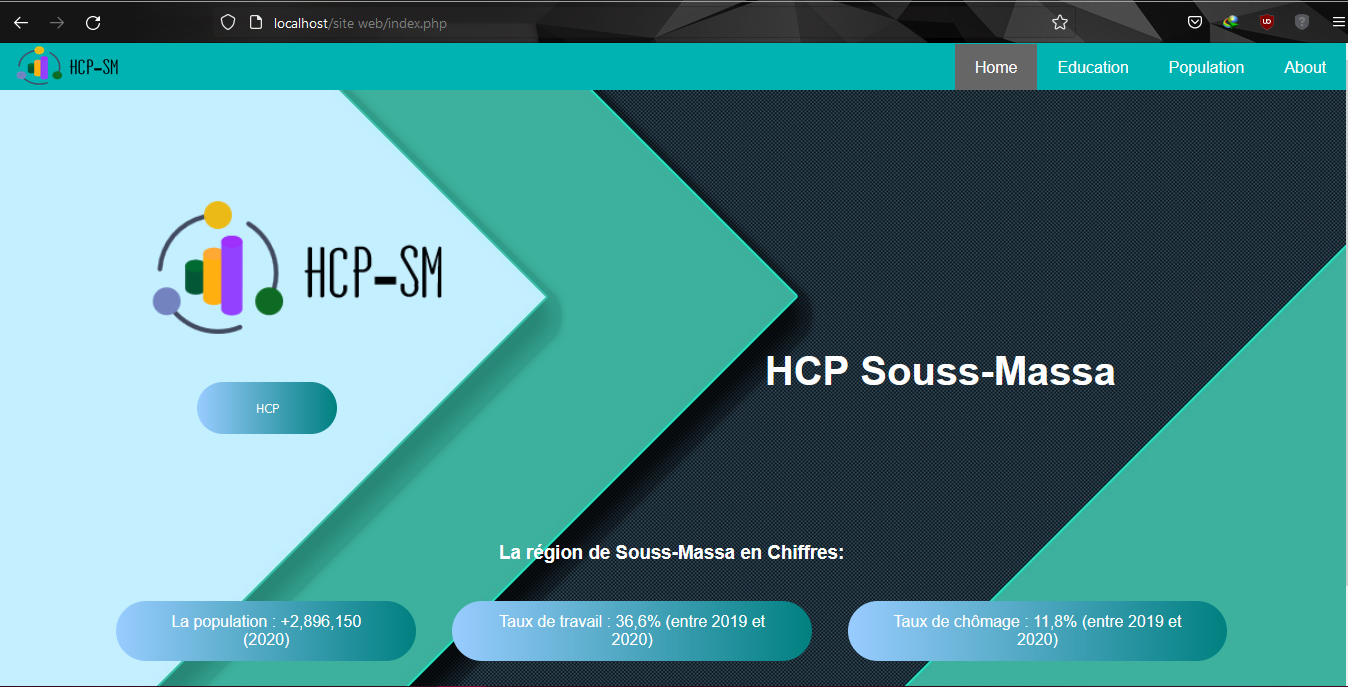 localhost/site web/index.php
HCP-SM
Home Education Population About
HCP-SM
HCP Souss-Massa
HCP
La région de Souss-Massa en Chiffres:
La population : +2,896,150
(2020)
Taux de travail : 36,6% (entre 2019 et
2020)
Taux de chômage : 11,8% (entre 2019 et
2020)